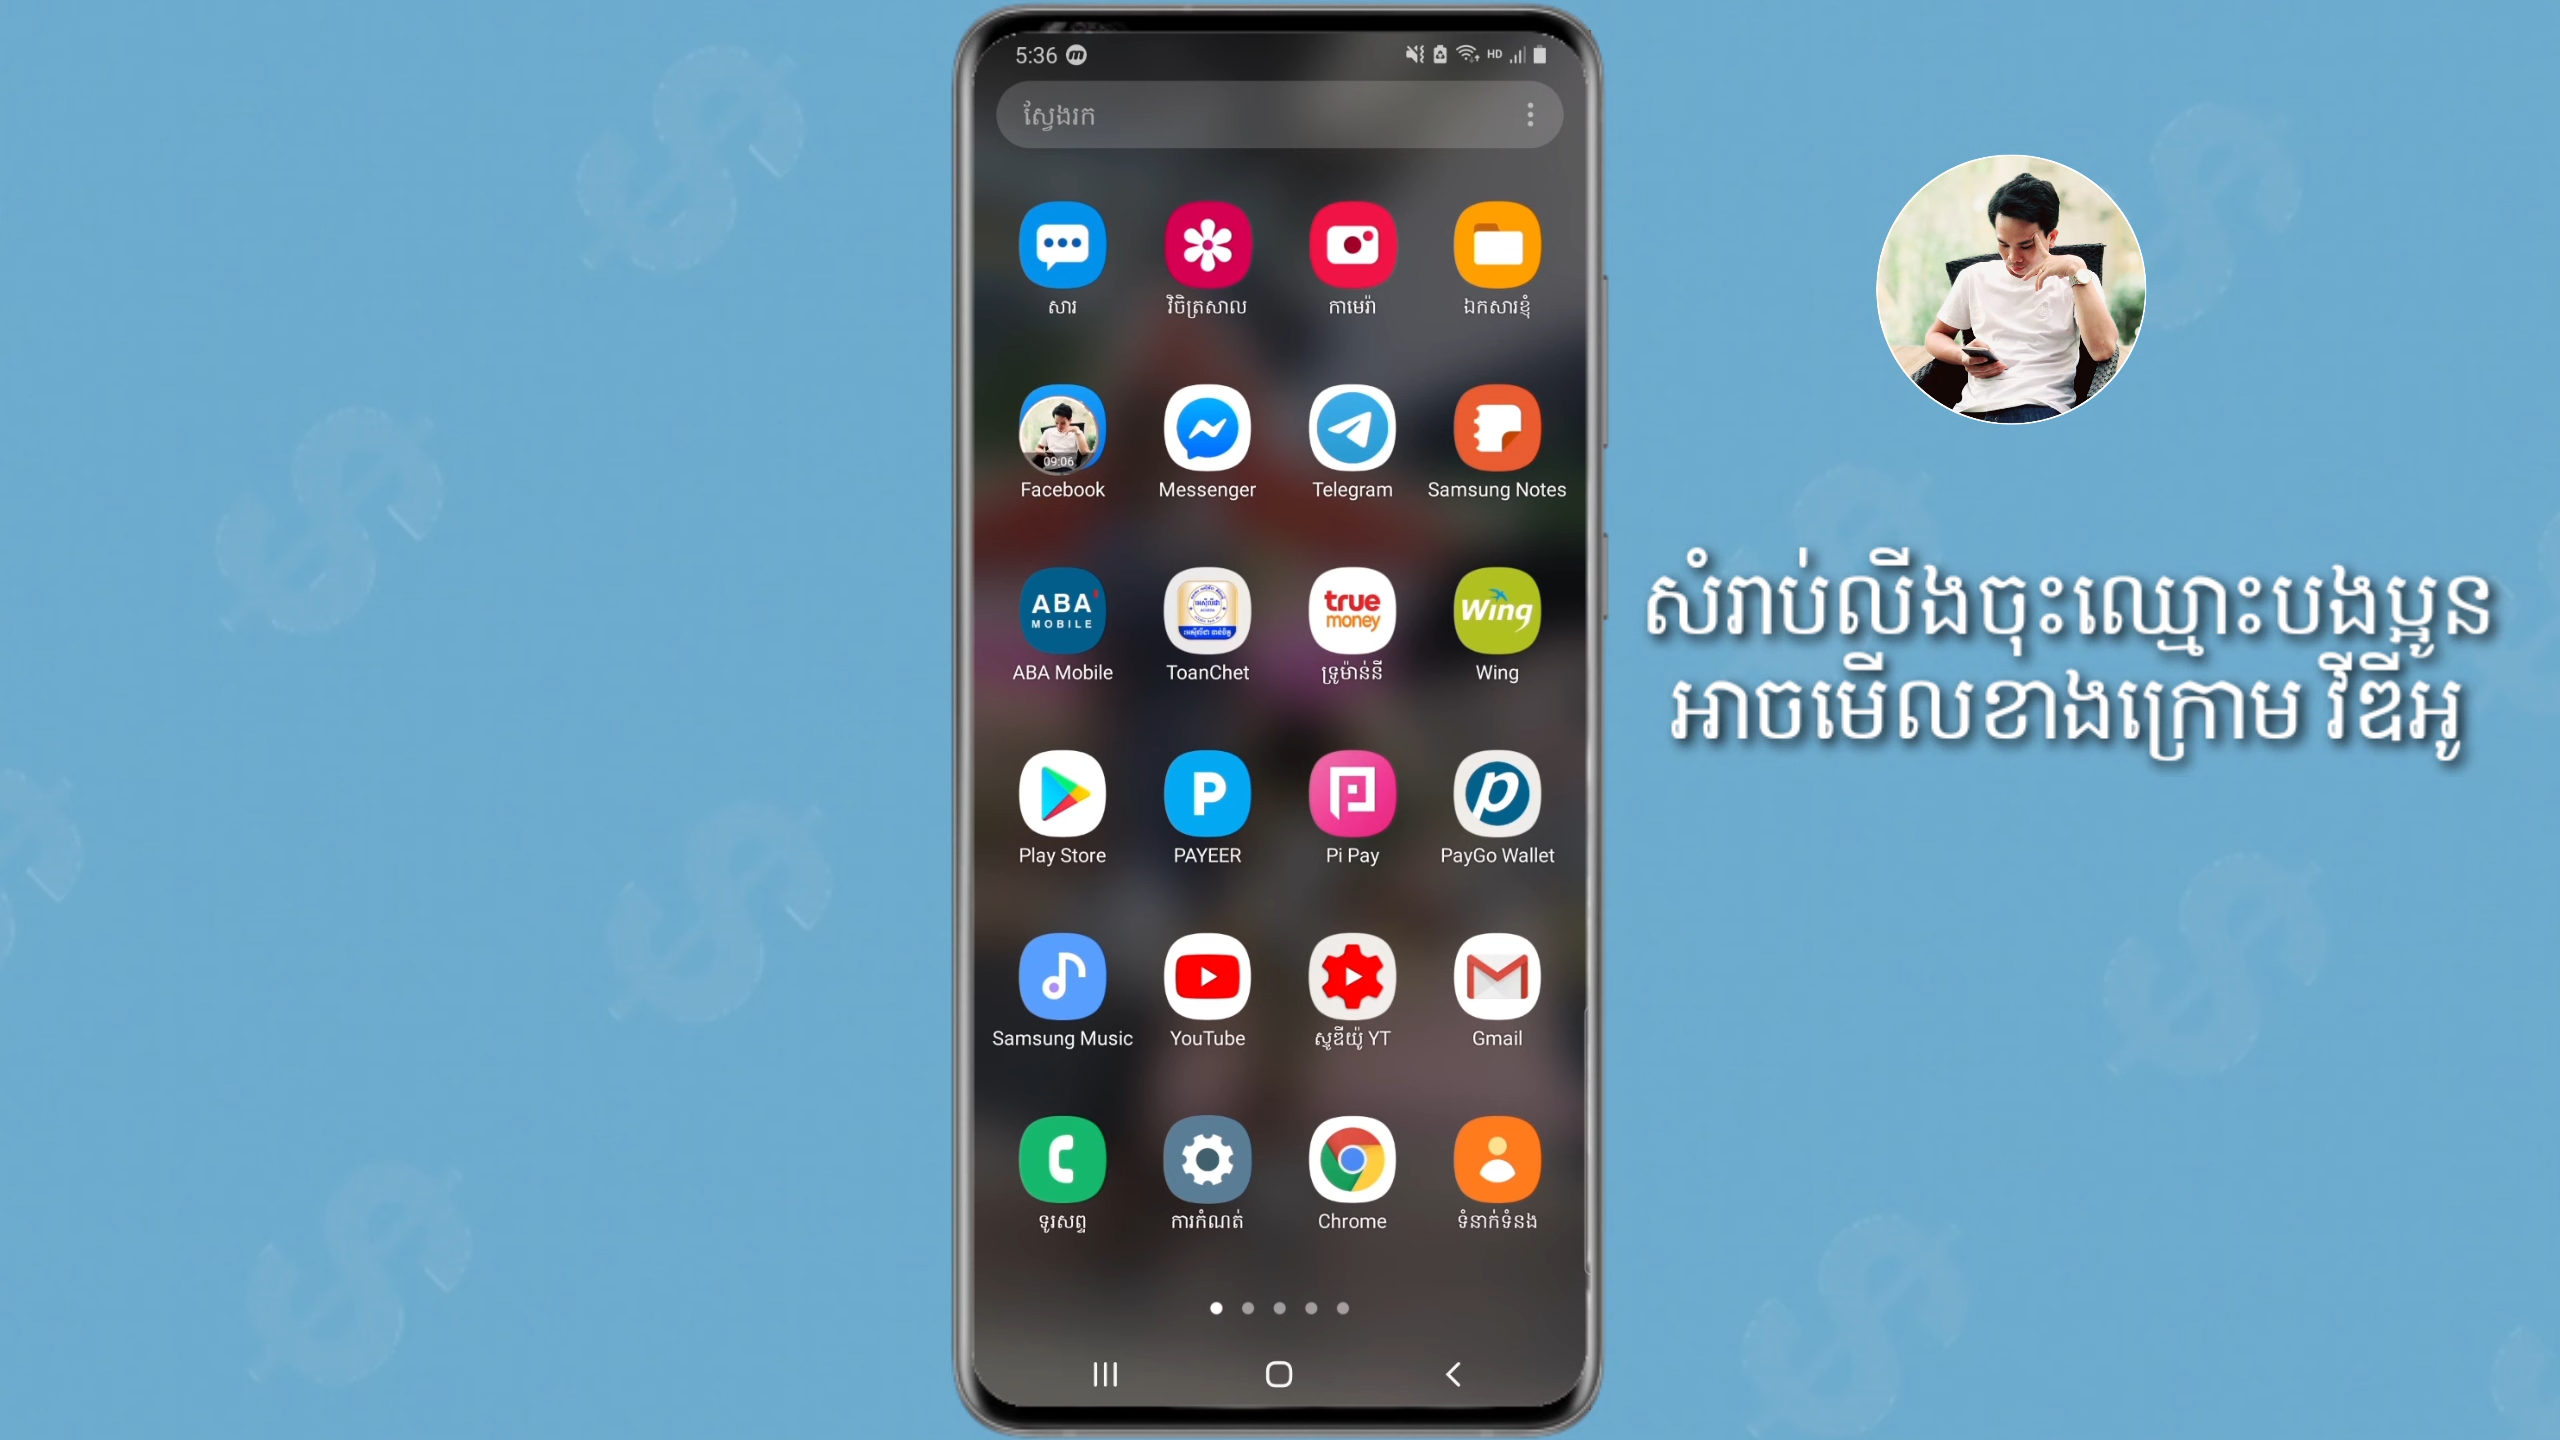 5:36
HD
ស្វែងរក
សារ
វិចិត្រសាល
កាមេរ៉ា
ឯកសារខ្ញុំ
09:06
Facebook
Messenger
Telegram
Samsung Notes
ABA'
MOBILE
true
money
Wing
ABA Mobile
ToanChet
ទ្រូម៉ាន់នី
Wing
Play Store
PAYEER
Pi Pay
PayGo Wallet
Samsung Music
YouTube
ស្ទូឌីយ៉ូ YT
Gmail
ទូរសព្ទ
ការកំណត់
Chrome
ទំនាក់ទំនង
សំរាប់លីងចុះឈ្មោះបងប្អូន
អាចមើលខាងក្រោម វីឌីអូ